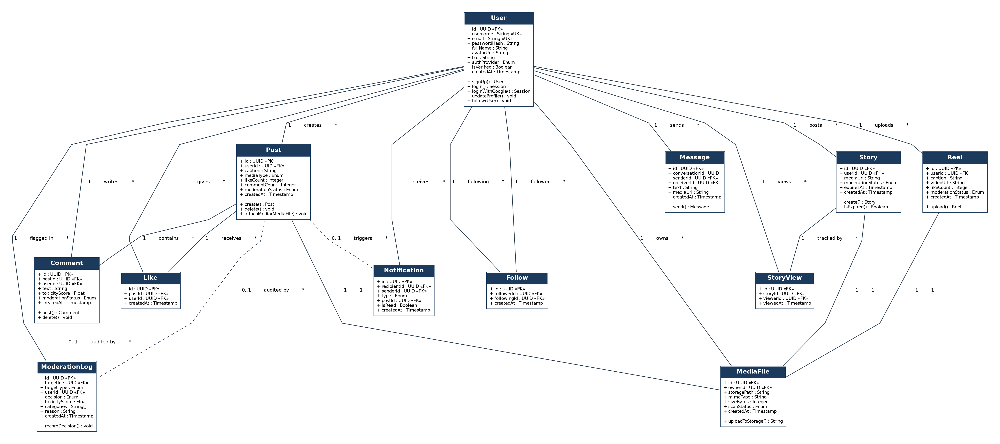 User
+ id : UUID «PK»
+ username : String «UK»
+ email : String «UK»
+ passwordHash : String
+ fullName : String
+ avatarUrl : String
+ bio : String
+ authProvider : Enum
+ isVerified : Boolean
+ createdAt : Timestamp
+ signUp() : User
+ login() : Session
+ loginWithGoogle() : Session
+ updateProfile() : void
+ follow(User) : void
1 creates *
1 sends *
1 posts *
1 uploads *
Post
+ id : UUID «PK»
+ userId : UUID «FK»
+ caption : String
+ mediaType : Enum
+ likeCount : Integer
+ commentCount : Integer
+ moderationStatus : Enum
+ createdAt : Timestamp
+ create() : Post
+ delete() : void
+ attachMedia(MediaFile) : void
Message
+ id : UUID «PK»
+ conversationId : UUID
+ senderId : UUID «FK»
+ receiverId : UUID «FK»
+ text : String
+ mediaUrl : String
+ createdAt : Timestamp
+ send() : Message
Story
+ id : UUID «PK»
+ userId : UUID «FK»
+ mediaUrl : String
+ moderationStatus : Enum
+ expiresAt : Timestamp
+ createdAt : Timestamp
+ create() : Story
+ isExpired() : Boolean
Reel
+ id : UUID «PK»
+ userId : UUID «FK»
+ caption : String
+ videoUrl : String
+ likeCount : Integer
+ moderationStatus : Enum
+ createdAt : Timestamp
+ upload() : Reel
1 writes *
1 gives *
1 receives *
1 following *
1 follower *
1 views *
1 flagged in *
1 contains *
1 receives *
0..1 triggers *
1 owns *
1 tracked by *
Comment
+ id : UUID «PK»
+ postId : UUID «FK»
+ userId : UUID «FK»
+ text : String
+ toxicityScore : Float
+ moderationStatus : Enum
+ createdAt : Timestamp
+ post() : Comment
+ delete() : void
Like
+ id : UUID «PK»
+ postId : UUID «FK»
+ userId : UUID «FK»
+ createdAt : Timestamp
Notification
+ id : UUID «PK»
+ recipientId : UUID «FK»
+ senderId : UUID «FK»
+ type : Enum
+ postId : UUID «FK»
+ isRead : Boolean
+ createdAt : Timestamp
Follow
+ id : UUID «PK»
+ followerId : UUID «FK»
+ followingId : UUID «FK»
+ createdAt : Timestamp
StoryView
+ id : UUID «PK»
+ storyId : UUID «FK»
+ viewerId : UUID «FK»
+ viewedAt : Timestamp
0..1 audited by *
1 1
1 1
1 1
0..1 audited by *
ModerationLog
+ id : UUID «PK»
+ targetId : UUID «FK»
+ targetType : Enum
+ userId : UUID «FK»
+ decision : Enum
+ toxicityScore : Float
+ categories : String[]
+ reason : String
+ createdAt : Timestamp
+ recordDecision() : void
MediaFile
+ id : UUID «PK»
+ ownerId : UUID «FK»
+ storagePath : String
+ mimeType : String
+ sizeBytes : Integer
+ scanStatus : Enum
+ createdAt : Timestamp
+ uploadToStorage() : String